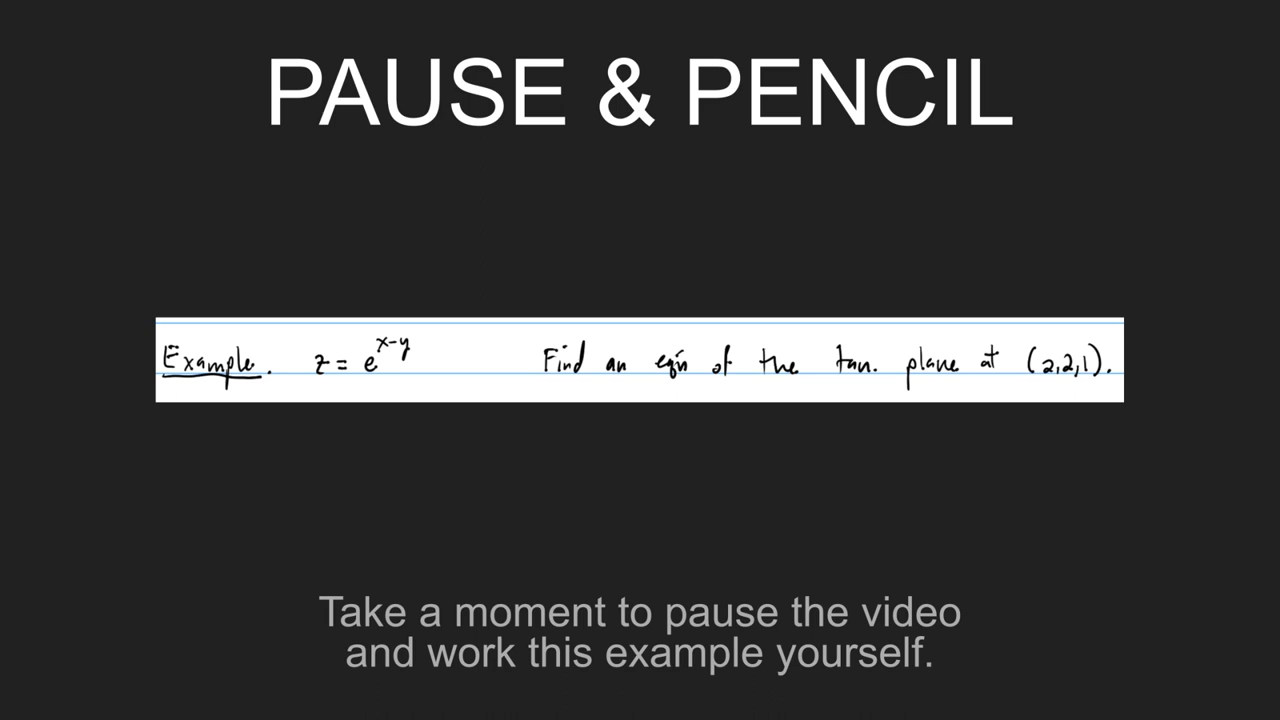 PAUSE & PENCIL
Example. z = e^{x-y} Find an eq'n of the tan. plane at (2,2,1).
Take a moment to pause the video
and work this example yourself.